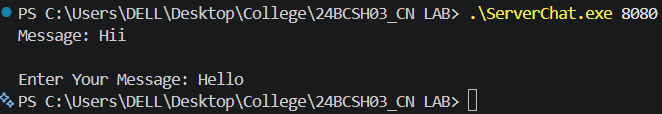 PS C:\Users\DELL\Desktop\College\24BCSH03_CN LAB> .\ServerChat.exe 8080
Message: Hii
Enter Your Message: Hello
PS C:\Users\DELL\Desktop\College\24BCSH03_CN LAB>